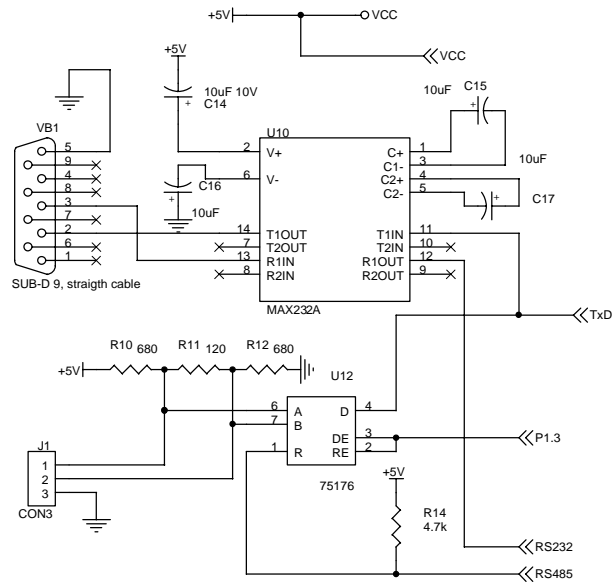 +5V
VCC
VCC
+5V
10uF 10V
C14
C15
10uF
VB1
U10
5
9
4
8
3
7
2
6
1
SUB-D 9, straigth cable
C16
10uF
2
6
14
7
13
8
V+
V-
T1OUT
T2OUT
R1IN
R2IN
C+
C1-
C2+
C2-
T1IN
T2IN
R1OUT
R2OUT
1
3
4
5
11
10
12
9
10uF
C17
MAX232A
TxD
R10 680
R11 120
R12 680
+5V
U12
6
7
1
A
B
R
D
DE
RE
4
3
2
75176
P1.3
J1
1
2
3
CON3
+5V
R14
4.7k
RS232
RS485